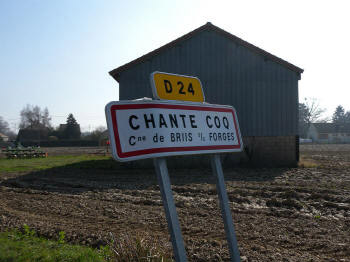 D 24
CHANTE COQ
Cne de BRIIS s/s FORGES